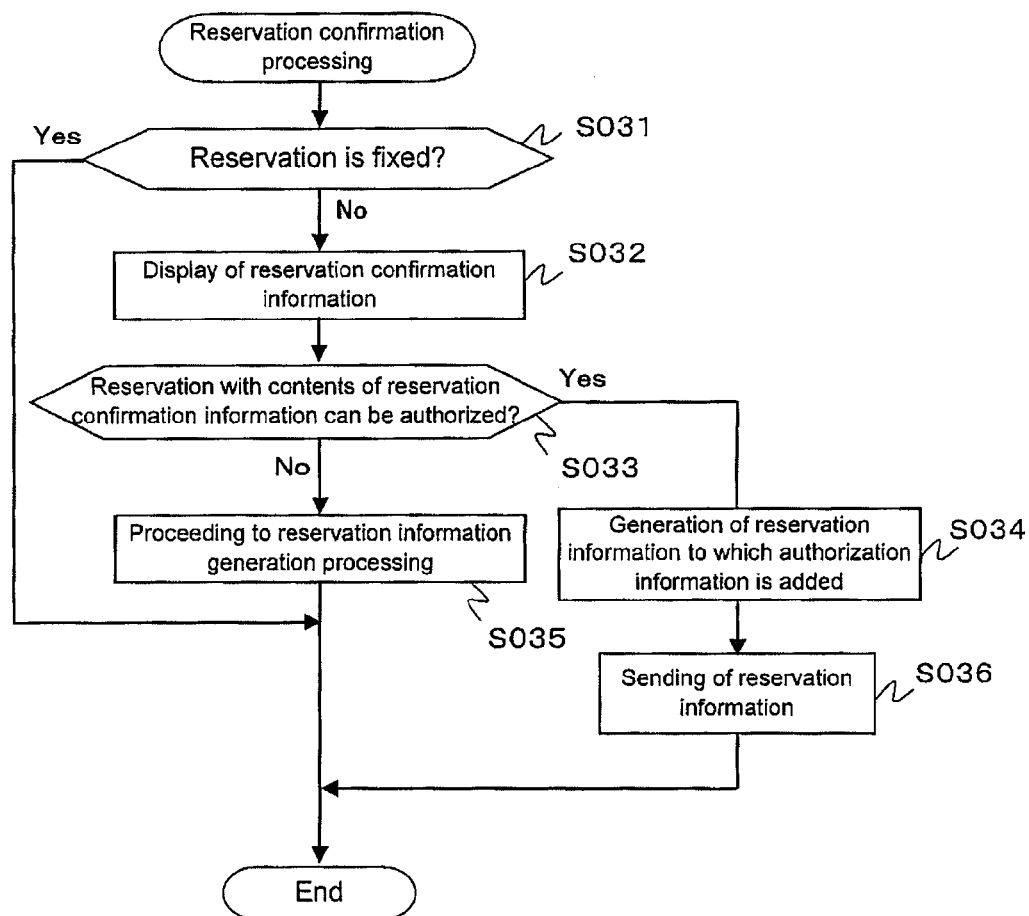 Reservation confirmation
processing
Yes
S031
Reservation is fixed?
No
S032
Display of reservation confirmation
information
Reservation with contents of reservation
confirmation information can be authorized?
Yes
S033
No
Proceeding to reservation information
generation processing
S035
Generation of reservation
information to which authorization
information is added
S034
Sending of reservation
information
S036
End